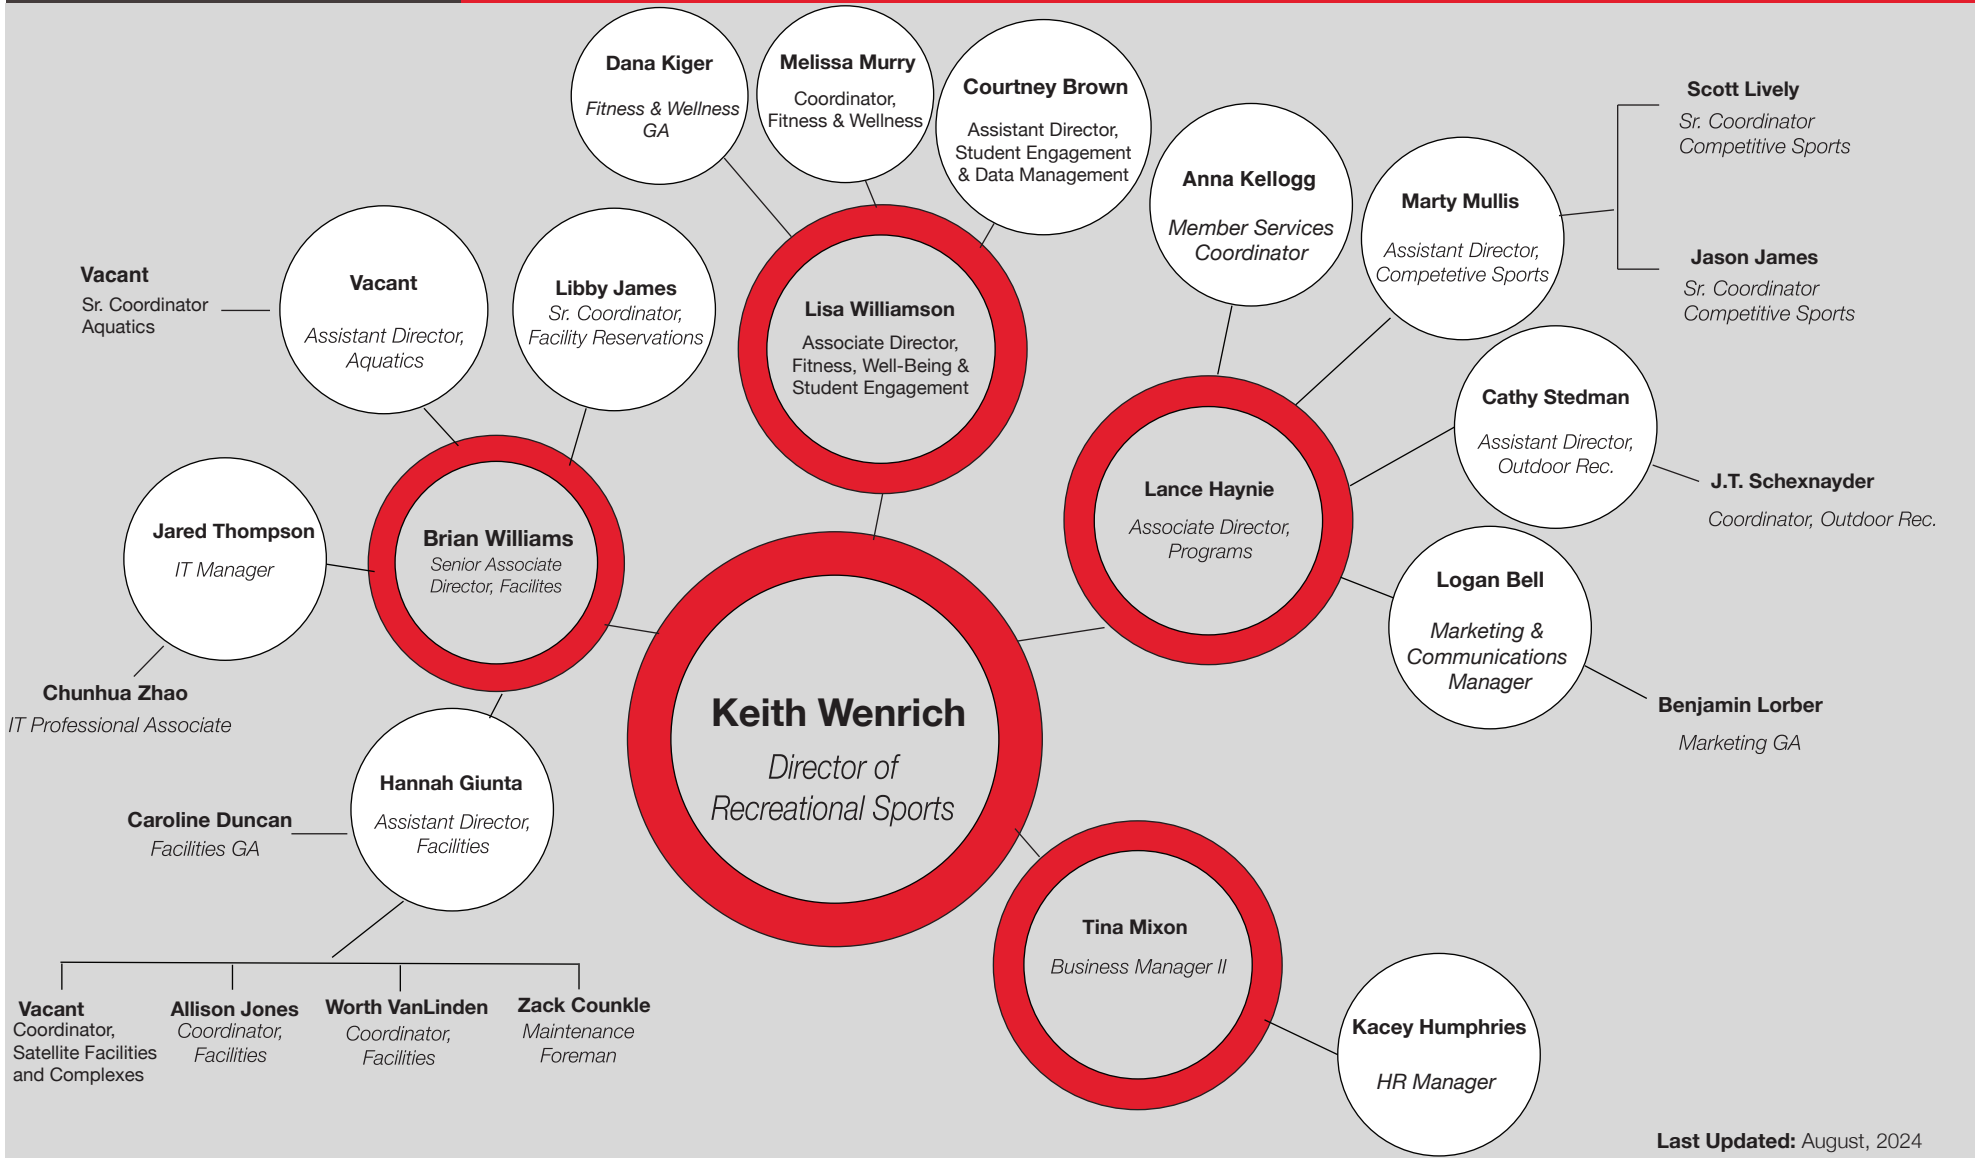 Dana Kiger
Fitness & Wellness
GA
Melissa Murry
Coordinator,
Fitness & Wellness
Courtney Brown
Assistant Director,
Student Engagement
& Data Management
Anna Kellogg
Member Services
Coordinator
Marty Mullis
Assistant Director,
Competetive Sports
Scott Lively
Sr. Coordinator
Competitive Sports
Jason James
Sr. Coordinator
Competitive Sports
Vacant
Sr. Coordinator
Aquatics
Vacant
Assistant Director,
Aquatics
Libby James
Sr. Coordinator,
Facility Reservations
Lisa Williamson
Associate Director,
Fitness, Well-Being &
Student Engagement
Cathy Stedman
Assistant Director,
Outdoor Rec.
J.T. Schexnayder
Coordinator, Outdoor Rec.
Lance Haynie
Associate Director,
Programs
Jared Thompson
IT Manager
Brian Williams
Senior Associate
Director, Facilites
Logan Bell
Marketing &
Communications
Manager
Benjamin Lorber
Marketing GA
Chunhua Zhao
IT Professional Associate
Keith Wenrich
Director of
Recreational Sports
Hannah Giunta
Assistant Director,
Facilities
Caroline Duncan
Facilities GA
Tina Mixon
Business Manager II
Vacant
Coordinator,
Satellite Facilities
and Complexes
Allison Jones
Coordinator,
Facilities
Worth VanLinden
Coordinator,
Facilities
Zack Counkle
Maintenance
Foreman
Kacey Humphries
HR Manager
Last Updated: August, 2024